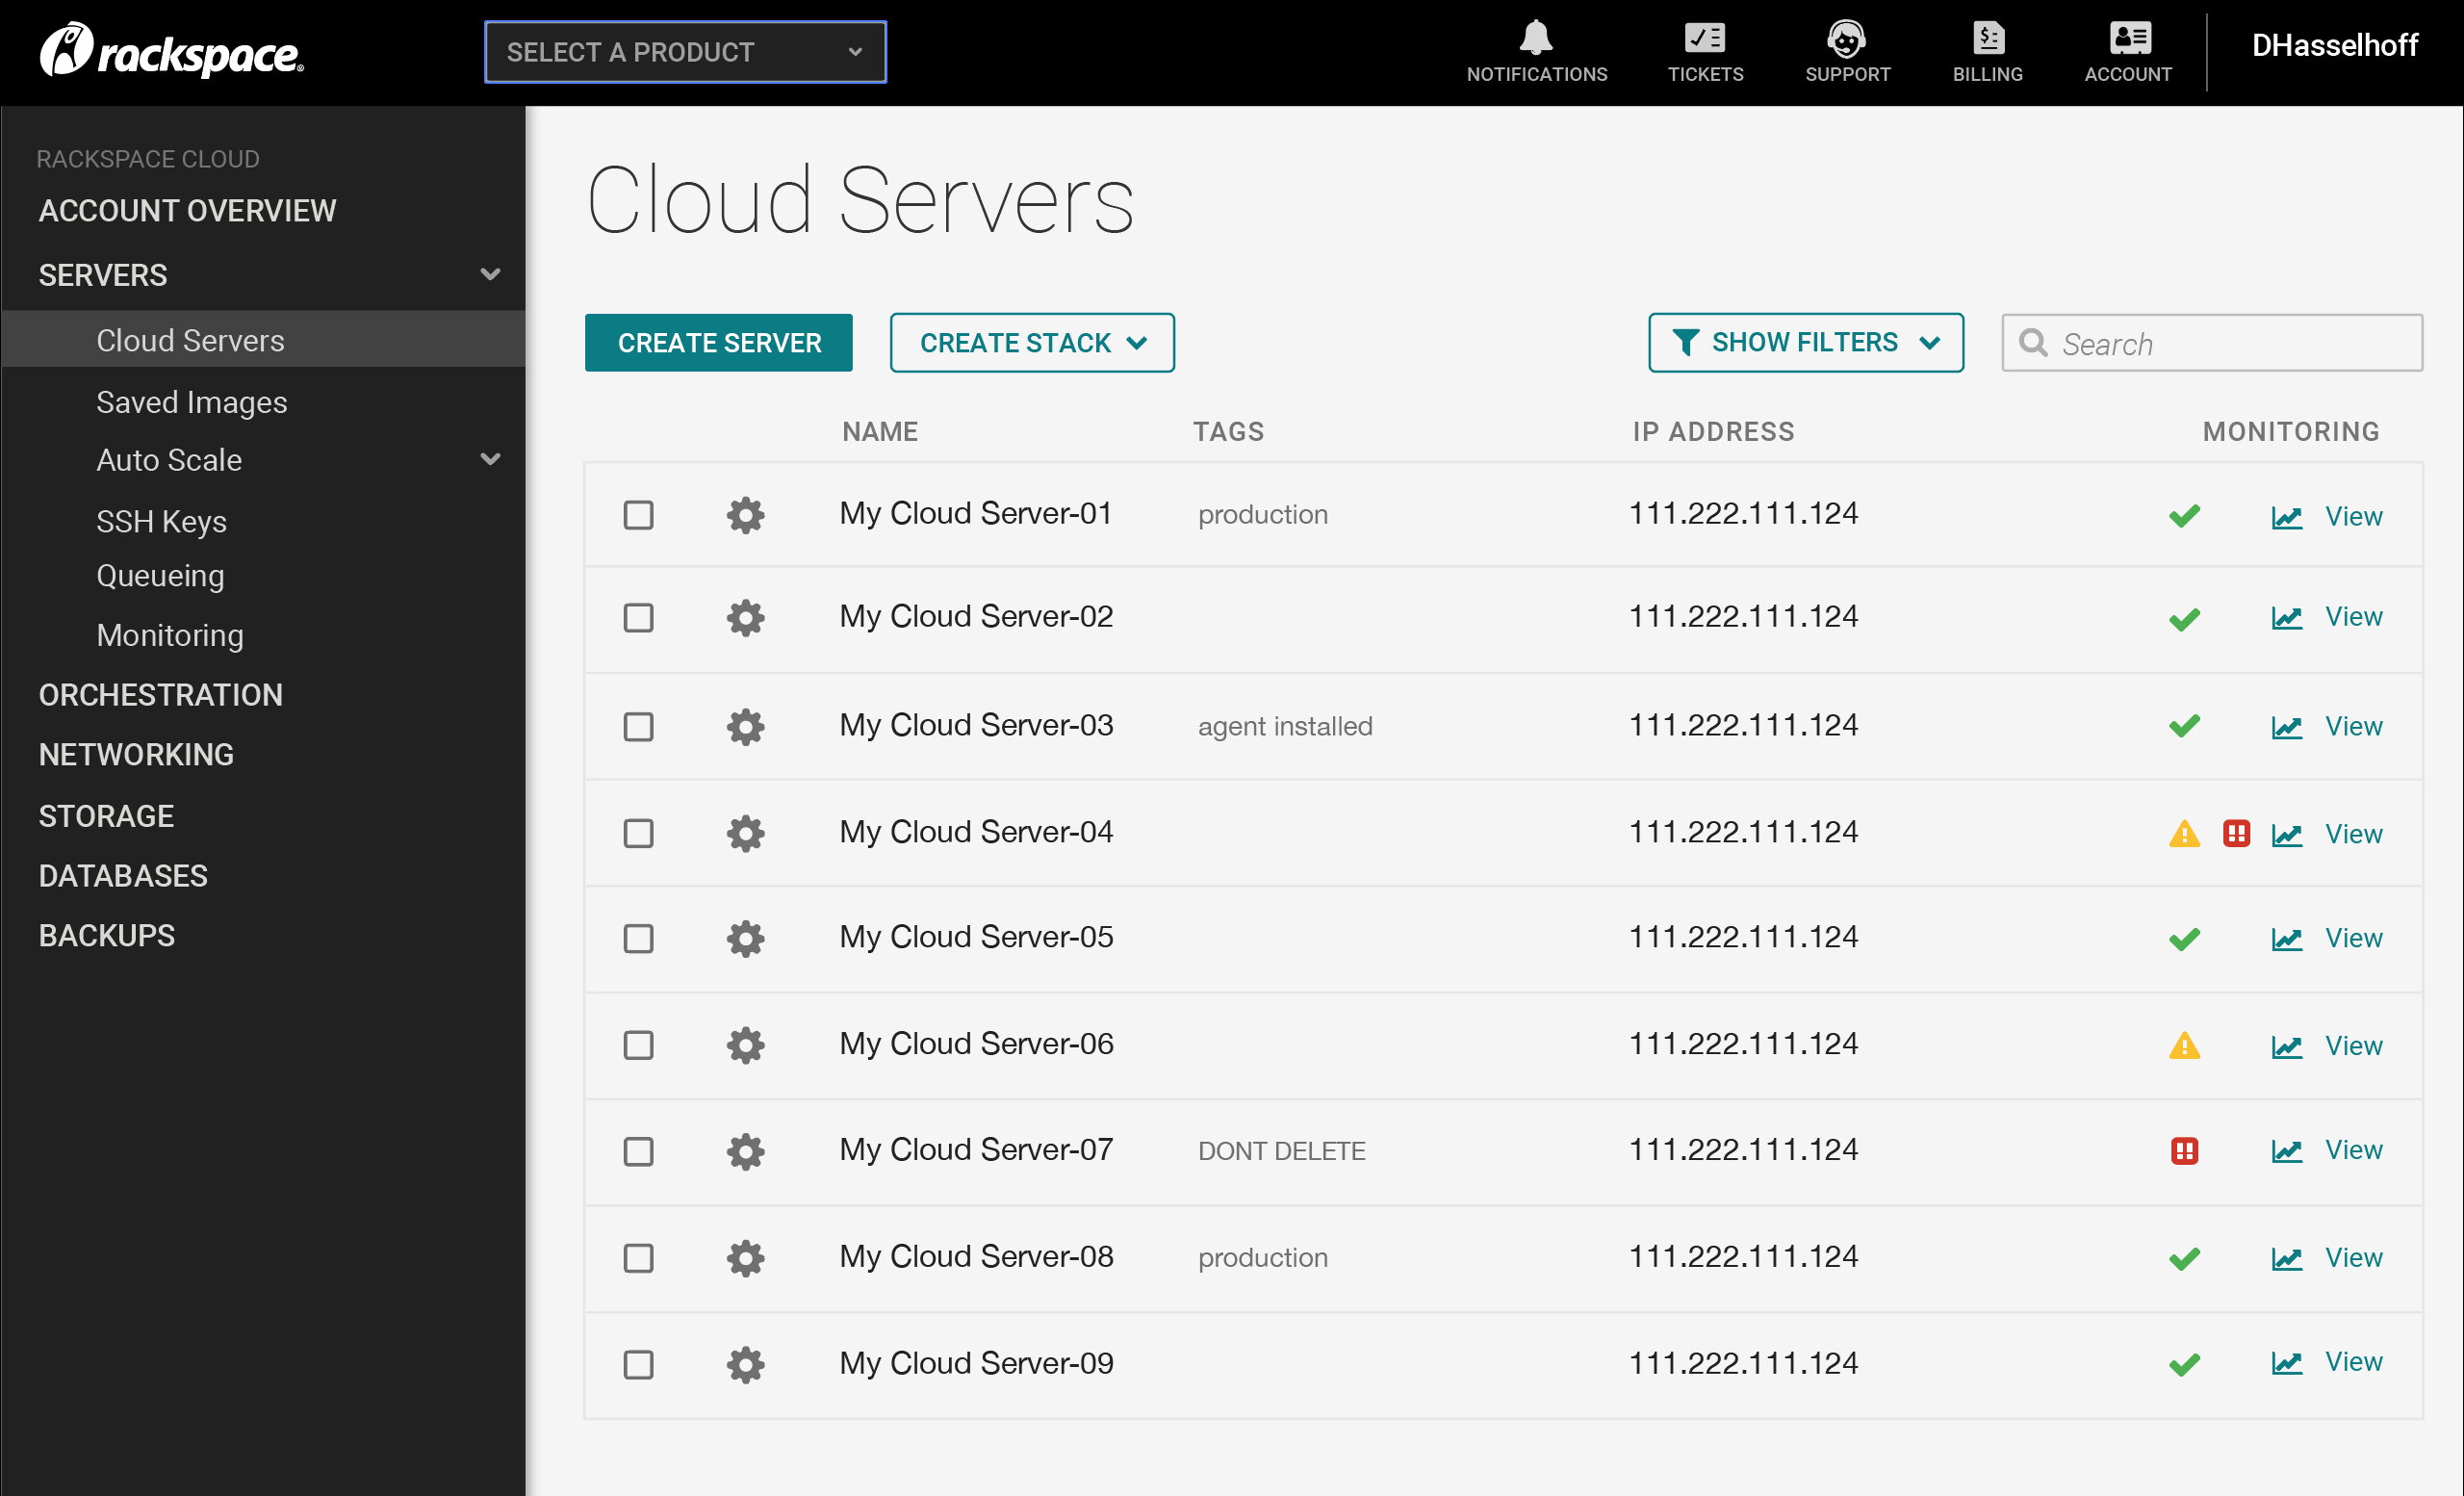 rackspace®
SELECT A PRODUCT
NOTIFICATIONS
TICKETS
SUPPORT
BILLING
ACCOUNT
DHasselhoff
RACKSPACE CLOUD
ACCOUNT OVERVIEW
SERVERS
Cloud Servers
Saved Images
Auto Scale
SSH Keys
Queueing
Monitoring
ORCHESTRATION
NETWORKING
STORAGE
DATABASES
BACKUPS
Cloud Servers
CREATE SERVER
CREATE STACK
SHOW FILTERS
Search
NAME TAGS IP ADDRESS MONITORING
My Cloud Server-01 production 111.222.111.124 View
My Cloud Server-02 111.222.111.124 View
My Cloud Server-03 agent installed 111.222.111.124 View
My Cloud Server-04 111.222.111.124 View
My Cloud Server-05 111.222.111.124 View
My Cloud Server-06 111.222.111.124 View
My Cloud Server-07 DONT DELETE 111.222.111.124 View
My Cloud Server-08 production 111.222.111.124 View
My Cloud Server-09 111.222.111.124 View